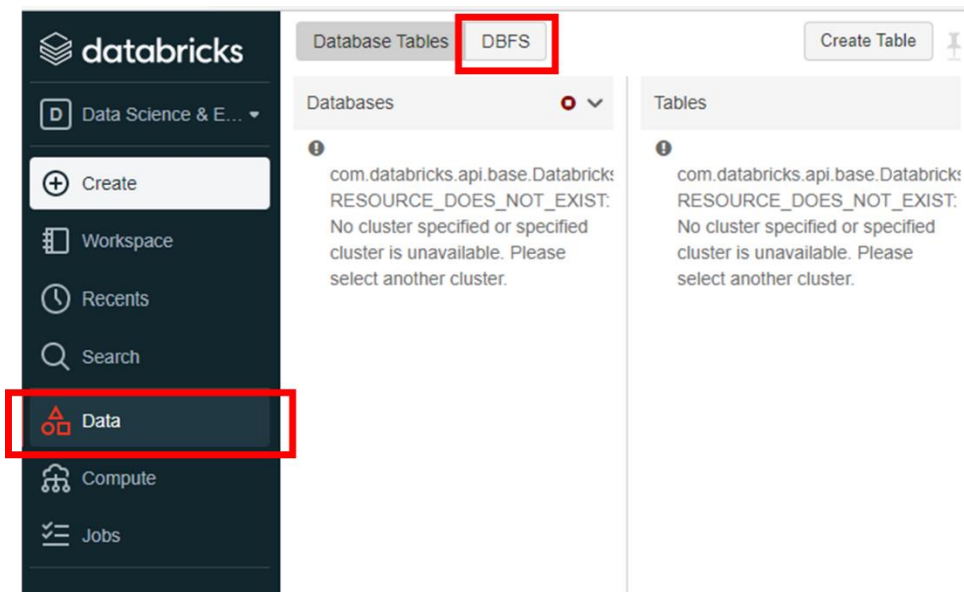 databricks
D Data Science & E...
Create
Workspace
Recents
Search
Data
Compute
Jobs
Database Tables DBFS Create Table
Databases
com.databricks.api.base.Databricks
RESOURCE_DOES_NOT_EXIST:
No cluster specified or specified
cluster is unavailable. Please
select another cluster.
Tables
com.databricks.api.base.Databricks
RESOURCE_DOES_NOT_EXIST:
No cluster specified or specified
cluster is unavailable. Please
select another cluster.